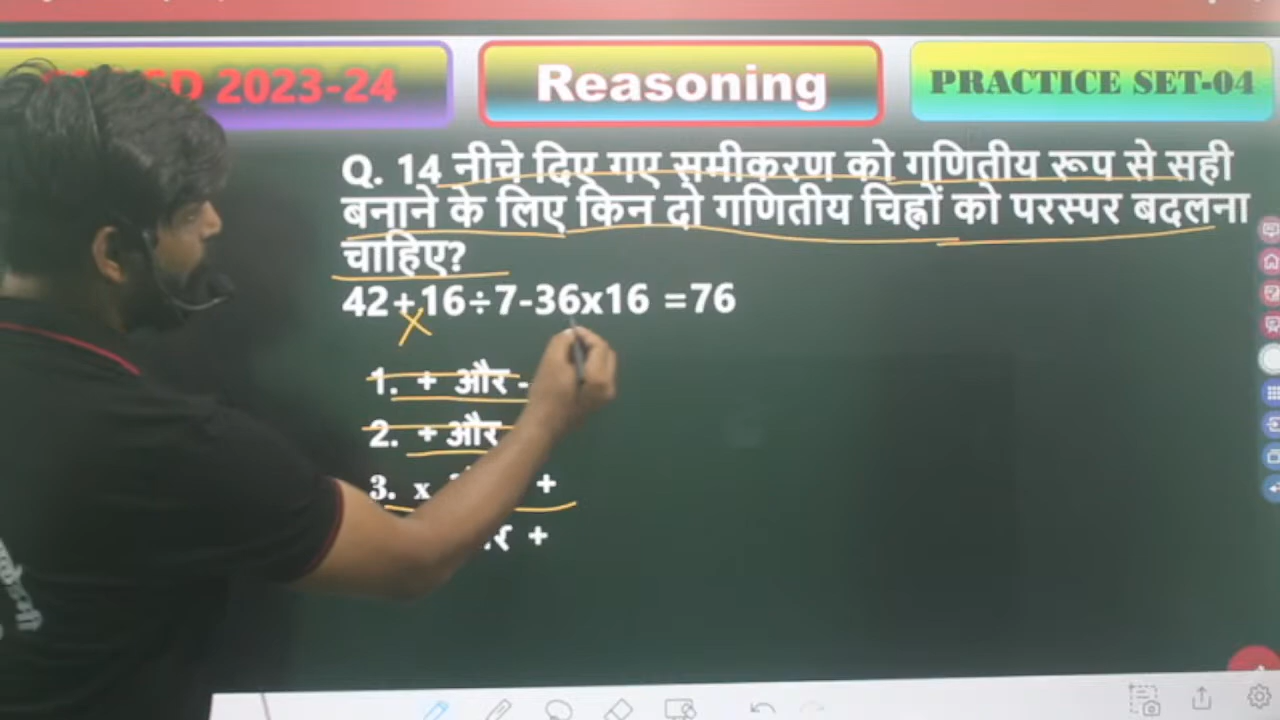 2023-24
Reasoning
PRACTICE SET-04
Q. 14 नीचे दिए गए समीकरण को गणितीय रूप से सही
बनाने के लिए किन दो गणितीय चिह्नों को परस्पर बदलना
चाहिए?
42+16÷7-36x16 =76
1. + और -
2. + और
3. x +
+